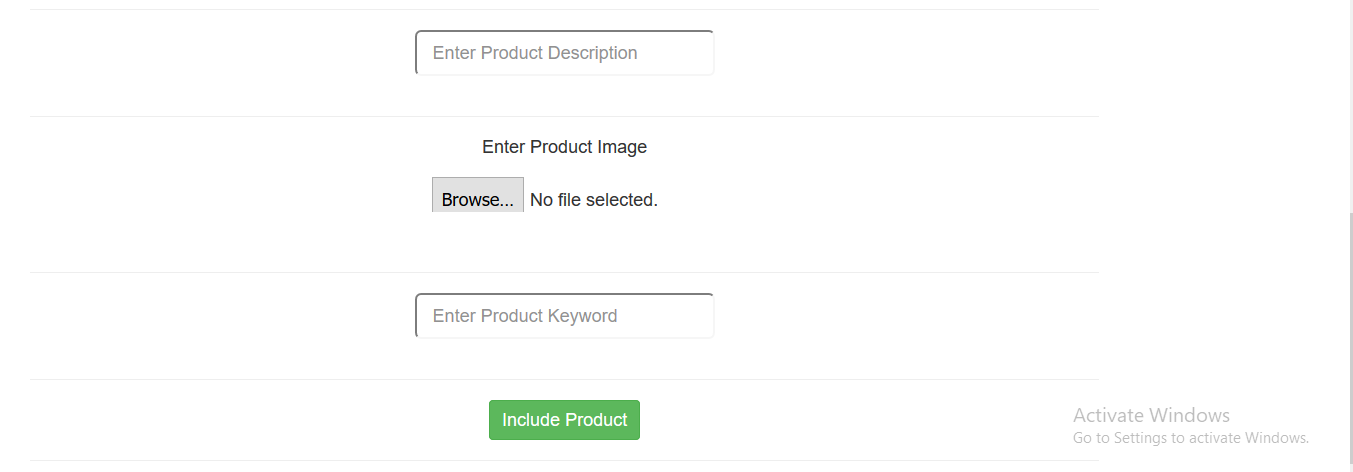 Enter Product Description
Enter Product Image
Browse... No file selected.
Enter Product Keyword
Include Product
Activate Windows
Go to Settings to activate Windows.